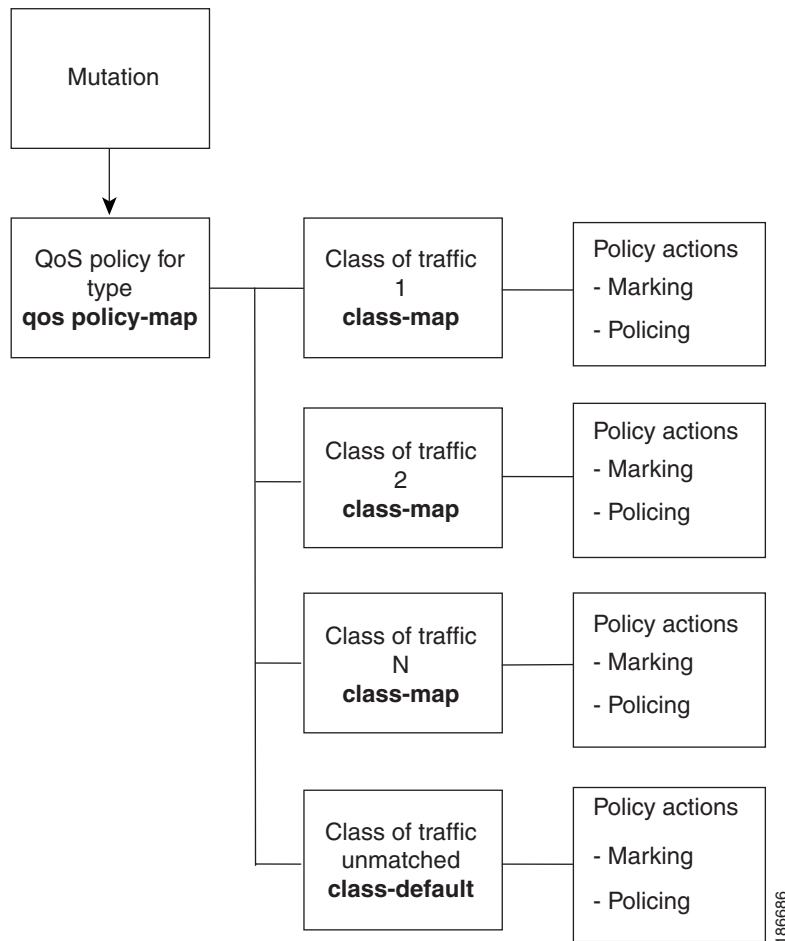 Mutation
QoS policy for
type
qos policy-map
Class of traffic
1
class-map
Policy actions
- Marking
- Policing
Class of traffic
2
class-map
Policy actions
- Marking
- Policing
Class of traffic
N
class-map
Policy actions
- Marking
- Policing
Class of traffic
unmatched
class-default
Policy actions
- Marking
- Policing
186686